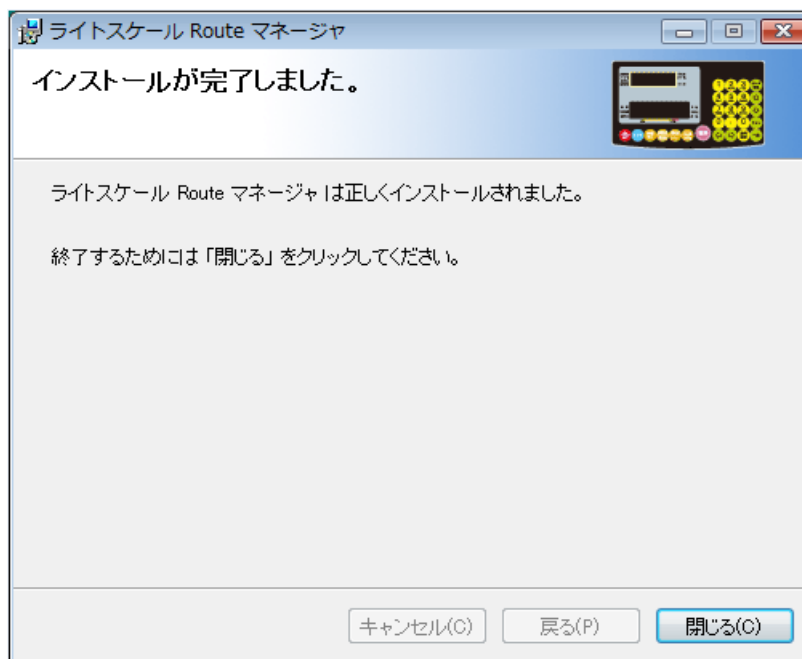 ライトスケール Route マネージャ
インストールが完了しました。
ライトスケール Route マネージャ は正しくインストールされました。
終了するためには「閉じる」をクリックしてください。
キャンセル(C)
戻る(P)
閉じる(C)